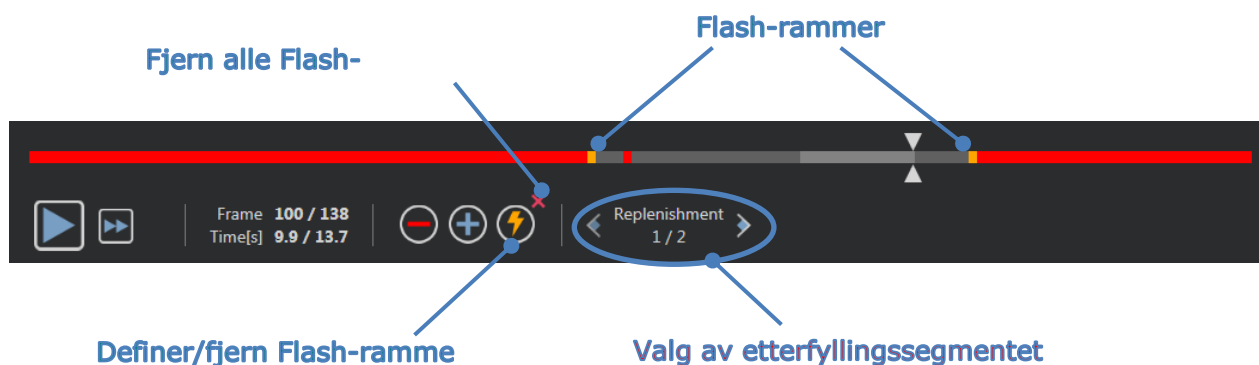 Flash-rammer
Fjern alle Flash-
Frame 100 / 138
Time[s] 9.9 / 13.7
Replenishment
1 / 2
Definer/fjern Flash-ramme
Valg av etterfyllingssegmentet